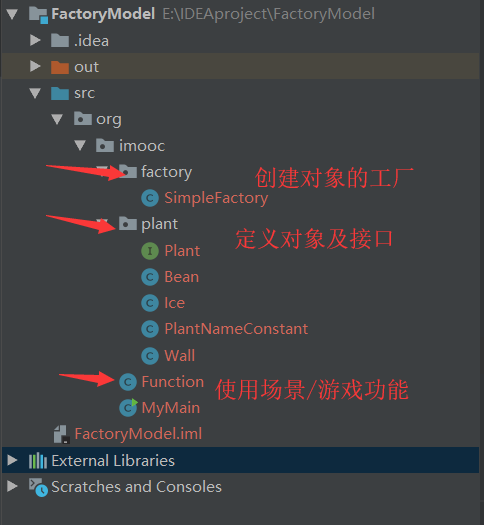 FactoryModel E:\IDEAproject\FactoryModel
.idea
out
src
org
imooc
factory
创建对象的工厂
SimpleFactory
plant
定义对象及接口
Plant
Bean
Ice
PlantNameConstant
Wall
Function
使用场景/游戏功能
MyMain
FactoryModel.iml
External Libraries
Scratches and Consoles